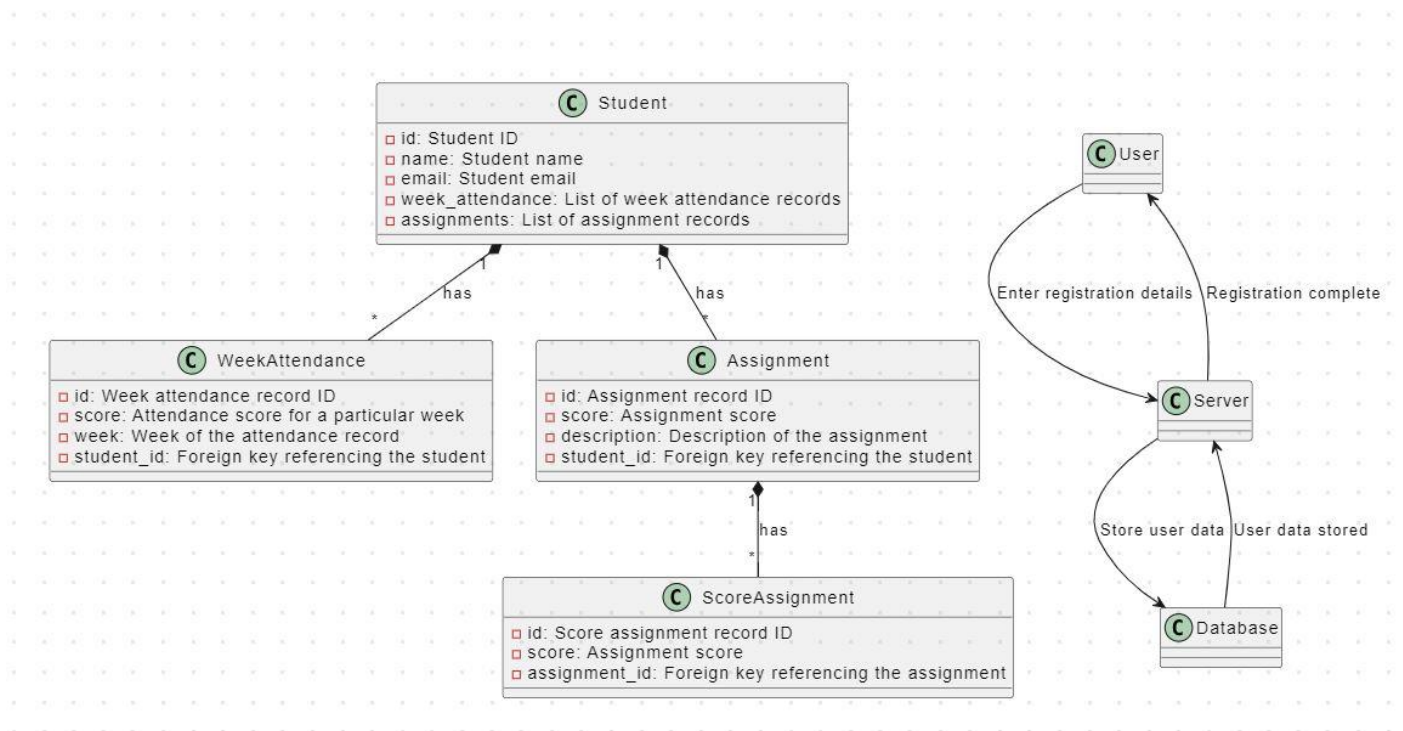 C Student
id: Student ID
name: Student name
email: Student email
week_attendance: List of week attendance records
assignments: List of assignment records
1
has
*
1
has
*
C WeekAttendance
id: Week attendance record ID
score: Attendance score for a particular week
week: Week of the attendance record
student_id: Foreign key referencing the student
C Assignment
id: Assignment record ID
score: Assignment score
description: Description of the assignment
student_id: Foreign key referencing the student
1
has
*
C ScoreAssignment
id: Score assignment record ID
score: Assignment score
assignment_id: Foreign key referencing the assignment
C User
Enter registration details
Registration complete
C Server
Store user data
User data stored
C Database